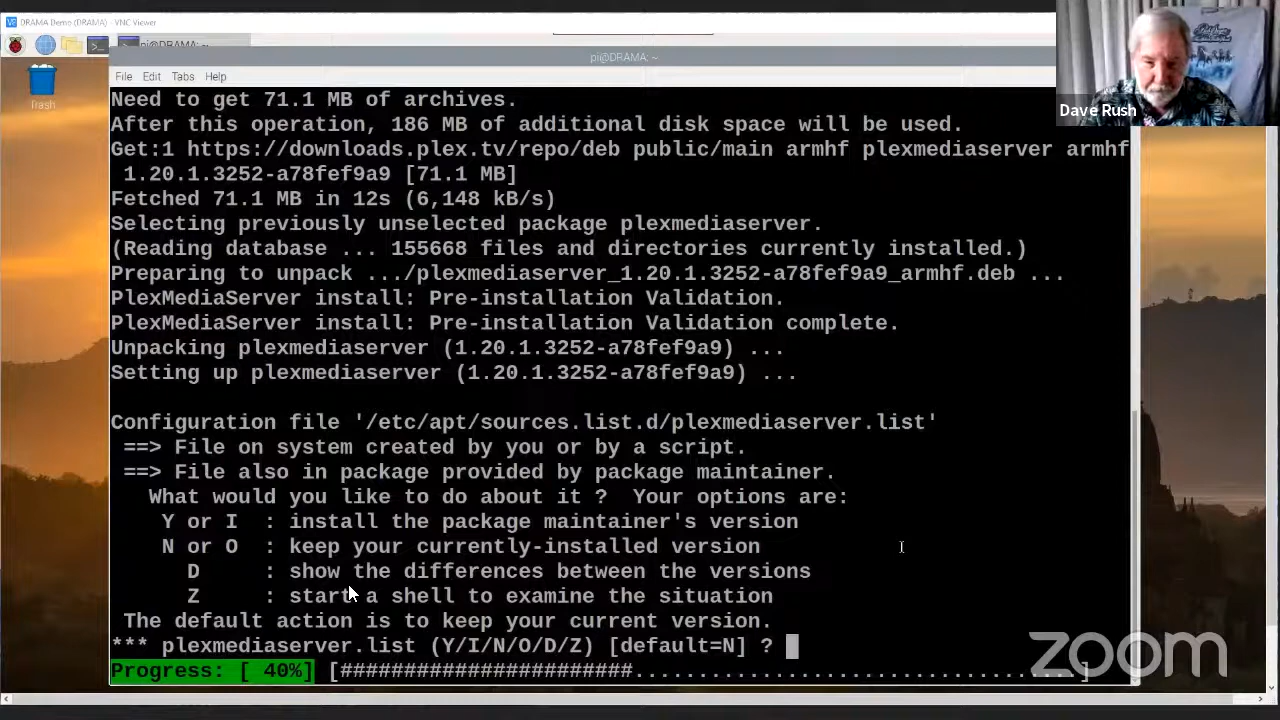 DRAMA Demo (DRAMA) - VNC Viewer
pi@DRAMA: ~
pi@DRAMA: ~
File Edit Tabs Help
Trash
Dave Rush
Need to get 71.1 MB of archives.
After this operation, 186 MB of additional disk space will be used.
Get:1 https://downloads.plex.tv/repo/deb public/main armhf plexmediaserver armhf
1.20.1.3252-a78fef9a9 [71.1 MB]
Fetched 71.1 MB in 12s (6,148 kB/s)
Selecting previously unselected package plexmediaserver.
(Reading database ... 155668 files and directories currently installed.)
Preparing to unpack .../plexmediaserver_1.20.1.3252-a78fef9a9_armhf.deb ...
PlexMediaServer install: Pre-installation Validation.
PlexMediaServer install: Pre-installation Validation complete.
Unpacking plexmediaserver (1.20.1.3252-a78fef9a9) ...
Setting up plexmediaserver (1.20.1.3252-a78fef9a9) ...
Configuration file '/etc/apt/sources.list.d/plexmediaserver.list'
==> File on system created by you or by a script.
==> File also in package provided by package maintainer.
What would you like to do about it ?  Your options are:
Y or I  : install the package maintainer's version
N or O  : keep your currently-installed version
D     : show the differences between the versions
Z     : start a shell to examine the situation
The default action is to keep your current version.
*** plexmediaserver.list (Y/I/N/O/D/Z) [default=N] ?
Progress: [ 40%] [#######################...................................]
zoom